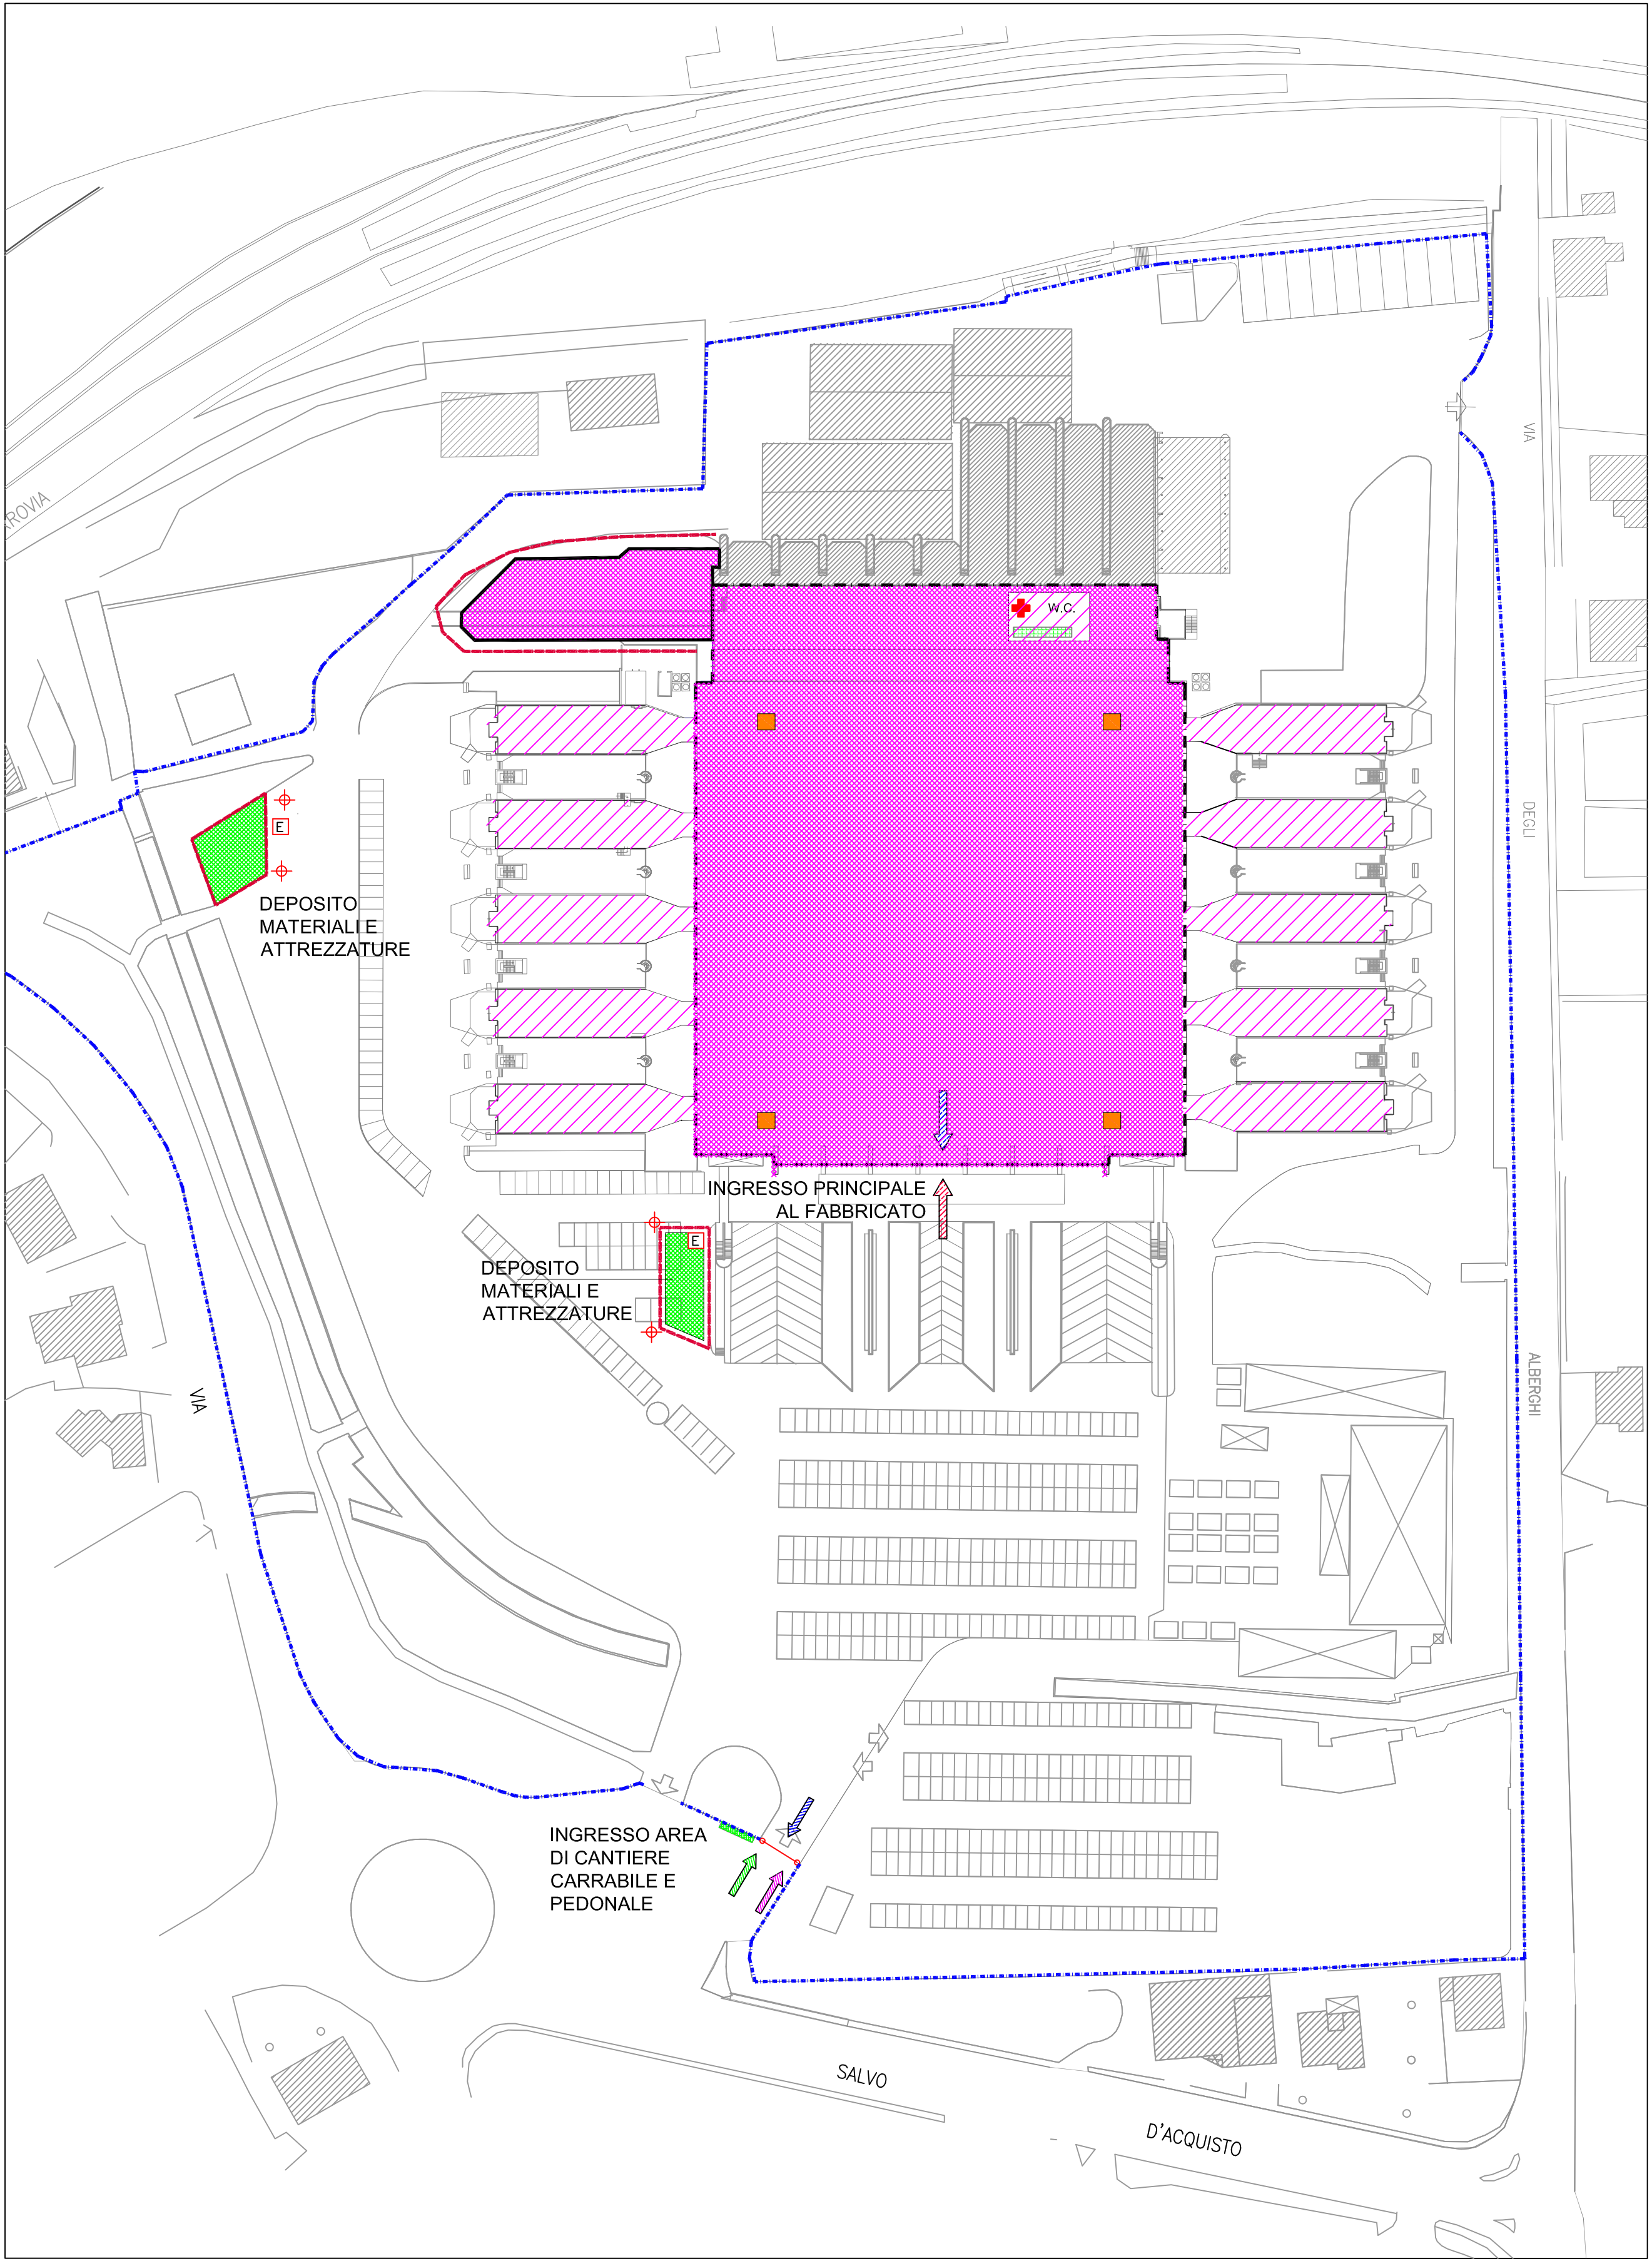 VIA
ROVIA
W.C.
E
DEGLI
DEPOSITO
MATERIALI E
ATTREZZATURE
INGRESSO PRINCIPALE
AL FABBRICATO
E
DEPOSITO
MATERIALI E
ATTREZZATURE
VIA
ALBERGHI
INGRESSO AREA
DI CANTIERE
CARRABILE E
PEDONALE
SALVO
D'ACQUISTO